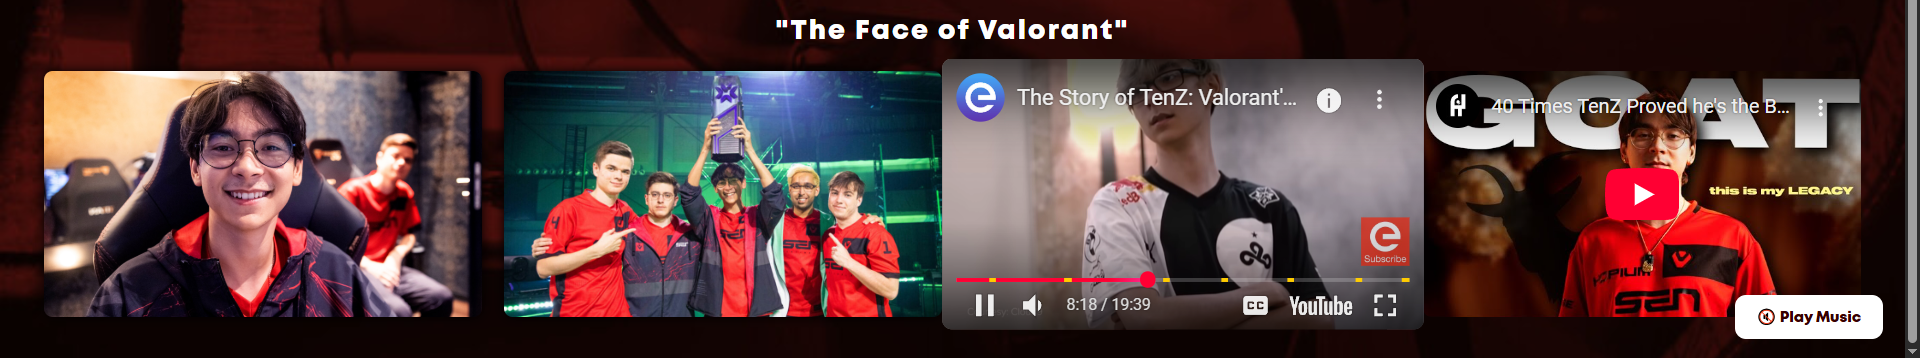 "The Face of Valorant"
The Story of TenZ: Valorant'...
Subscribe
8:18 / 19:39
CC
YouTube
GOAT
40 Times TenZ Proved he's the B...
this is my LEGACY
SEN
Play Music